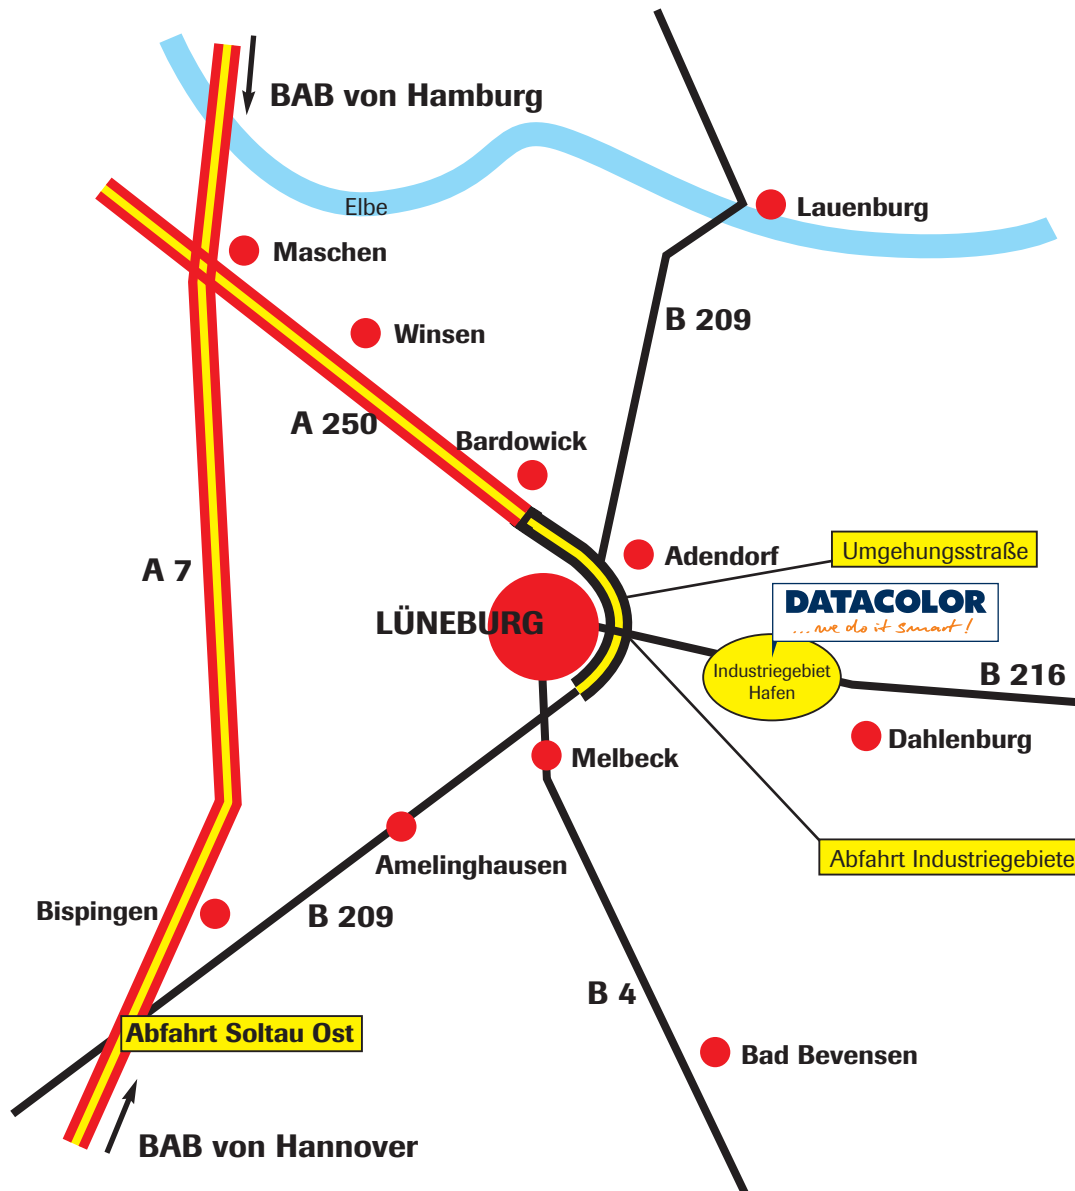 BAB von Hamburg
Elbe
Lauenburg
Maschen
B 209
Winsen
A 250
Bardowick
A 7
Adendorf
Umgehungsstraße
DATACOLOR
...we do it smart!
LÜNEBURG
Industriegebiet
Hafen
B 216
Dahlenburg
Melbeck
Abfahrt Industriegebiete
Amelinghausen
Bispingen
B 209
B 4
Abfahrt Soltau Ost
Bad Bevensen
BAB von Hannover